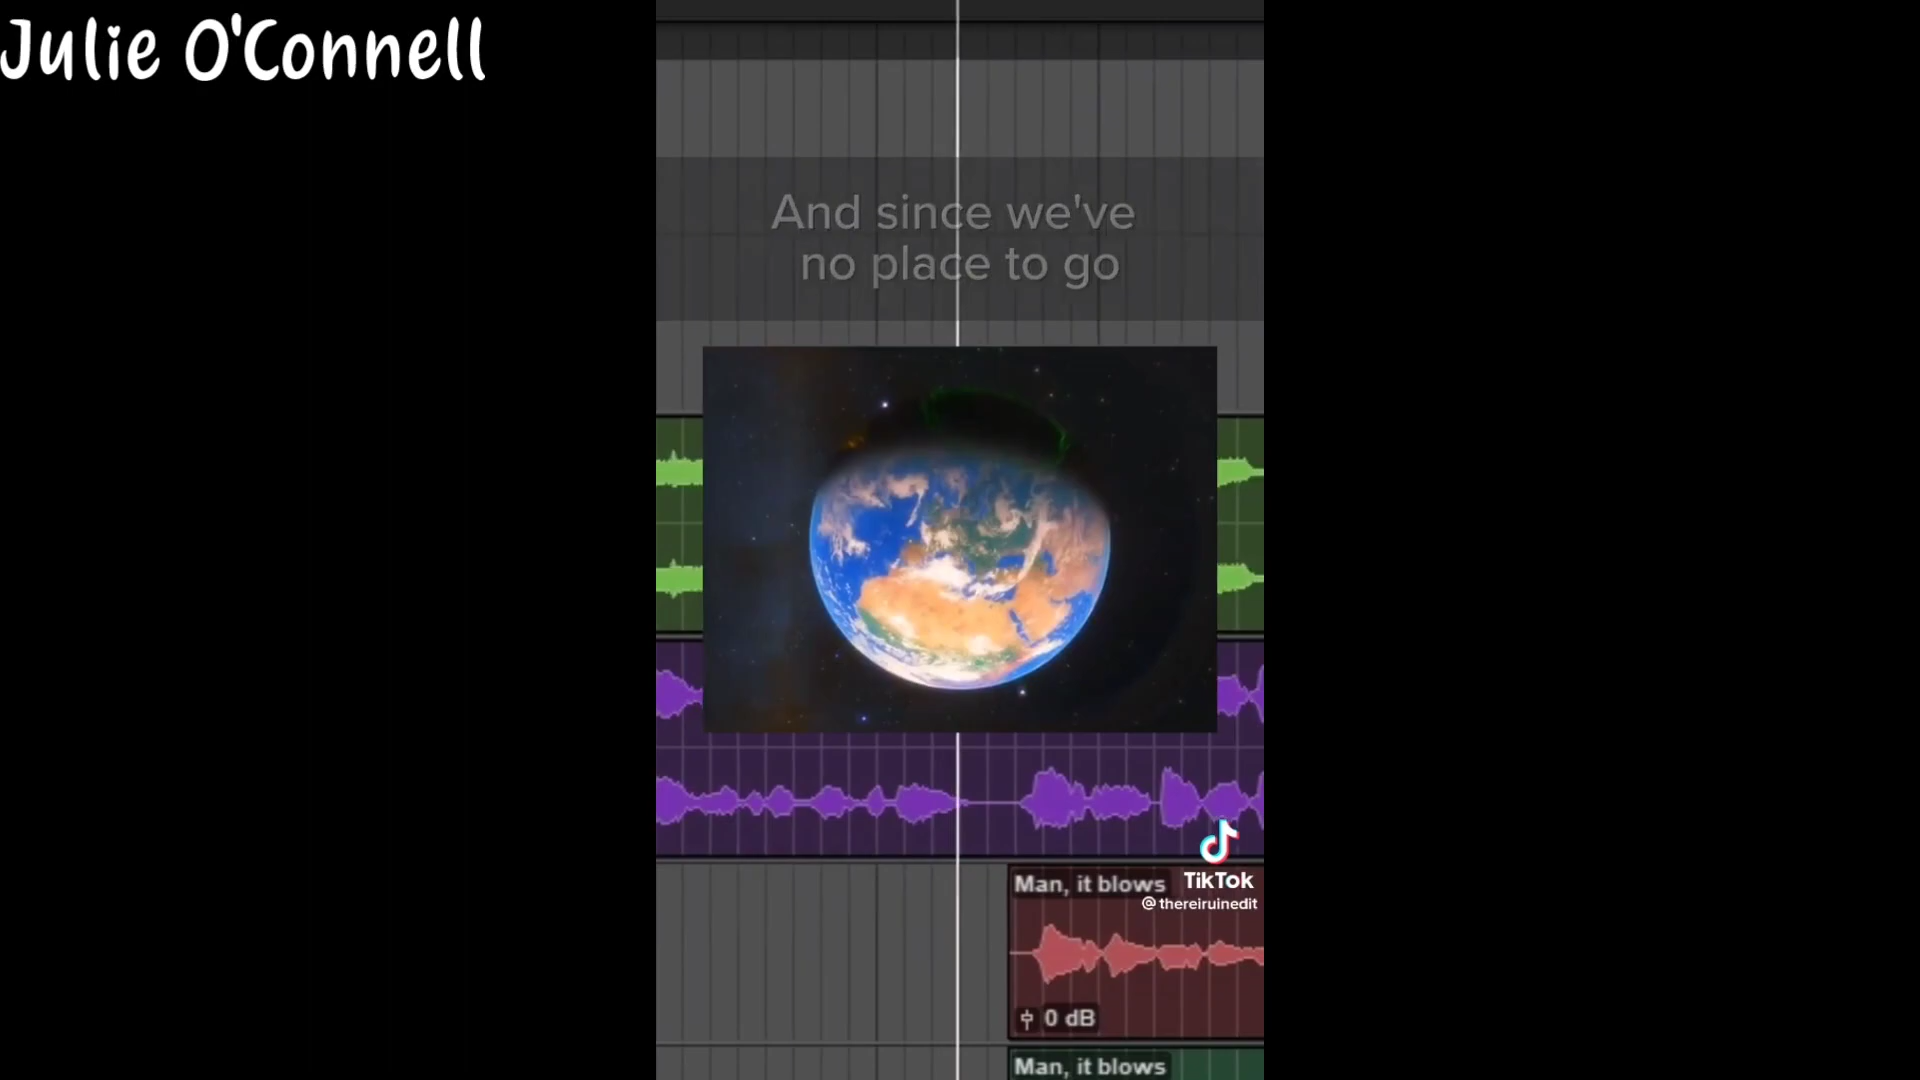 Julie O'Connell
And since we've
no place to go
Man, it blows
TikTok
@thereiruinedit
0 dB
Man, it blows